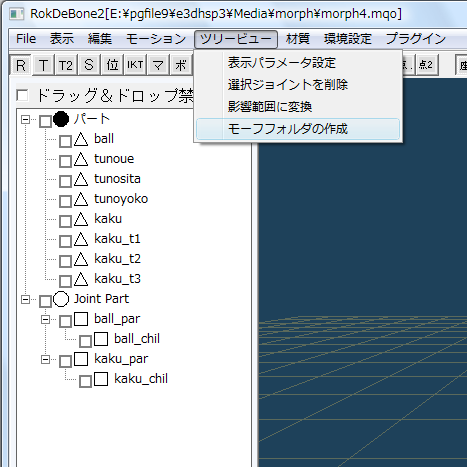 RokDeBone2[E:¥pgfile9¥e3dhsp3¥Media¥morph¥morph4.mqo]
File 表示 編集 モーション ツリービュー 材質 環境設定 プラグイン
R T T2 S 位 IKT マ ボ 点2
表示パラメータ設定
選択ジョイントを削除
影響範囲に変換
モーフフォルダの作成
ドラッグ＆ドロップ禁
パート
ball
tunoue
tunosita
tunoyoko
kaku
kaku_t1
kaku_t2
kaku_t3
Joint Part
ball_par
ball_chil
kaku_par
kaku_chil